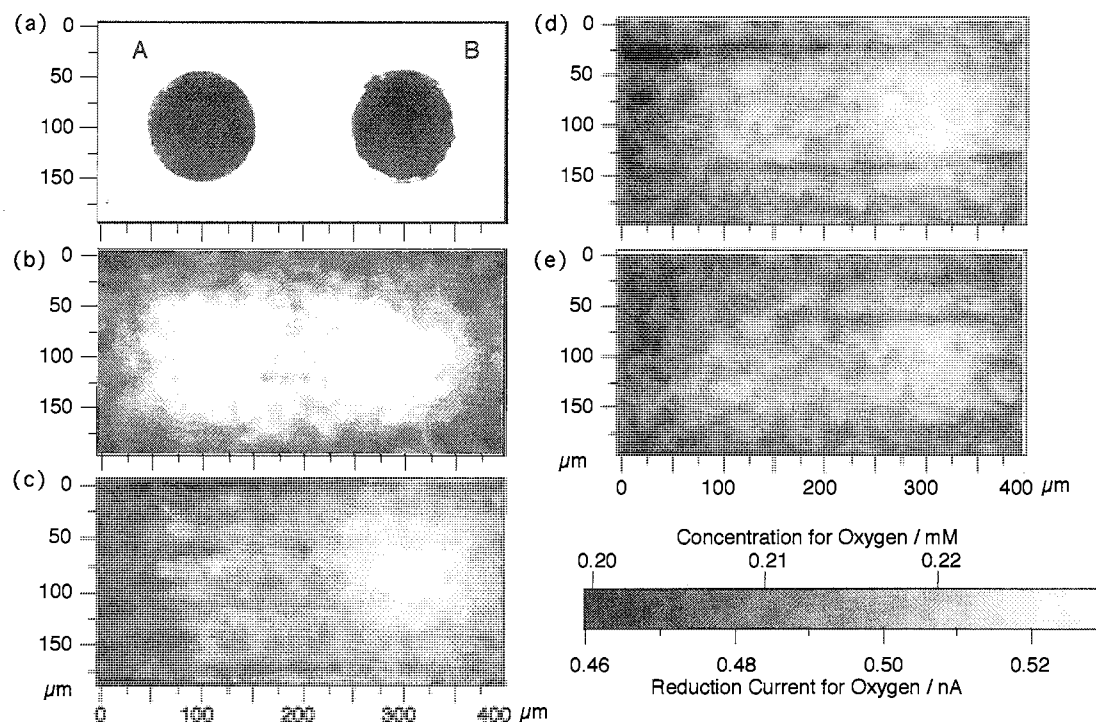 (a)
0
50
100
150
A
B
(b)
0
50
100
150
(c)
0
50
100
150
µm
0
100
200
300
400 µm
(d)
0
50
100
150
(e)
0
50
100
150
µm
0
100
200
300
400 µm
Concentration for Oxygen / mM
0.20
0.21
0.22
0.46
0.48
0.50
0.52
Reduction Current for Oxygen / nA